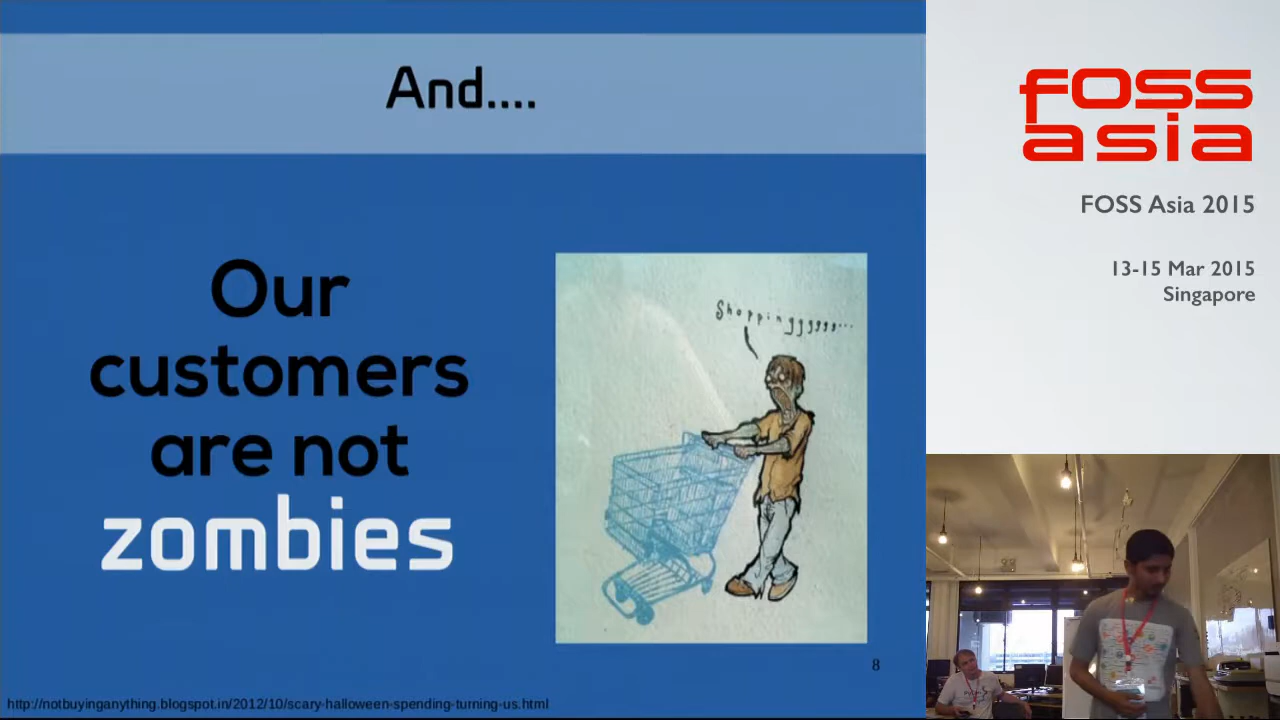 And....
Our
customers
are not
zombies
Shoppingggggg...
8
http://notbuyinganything.blogspot.in/2012/10/scary-halloween-spending-turning-us.html
foss
asia
FOSS Asia 2015
13-15 Mar 2015
Singapore